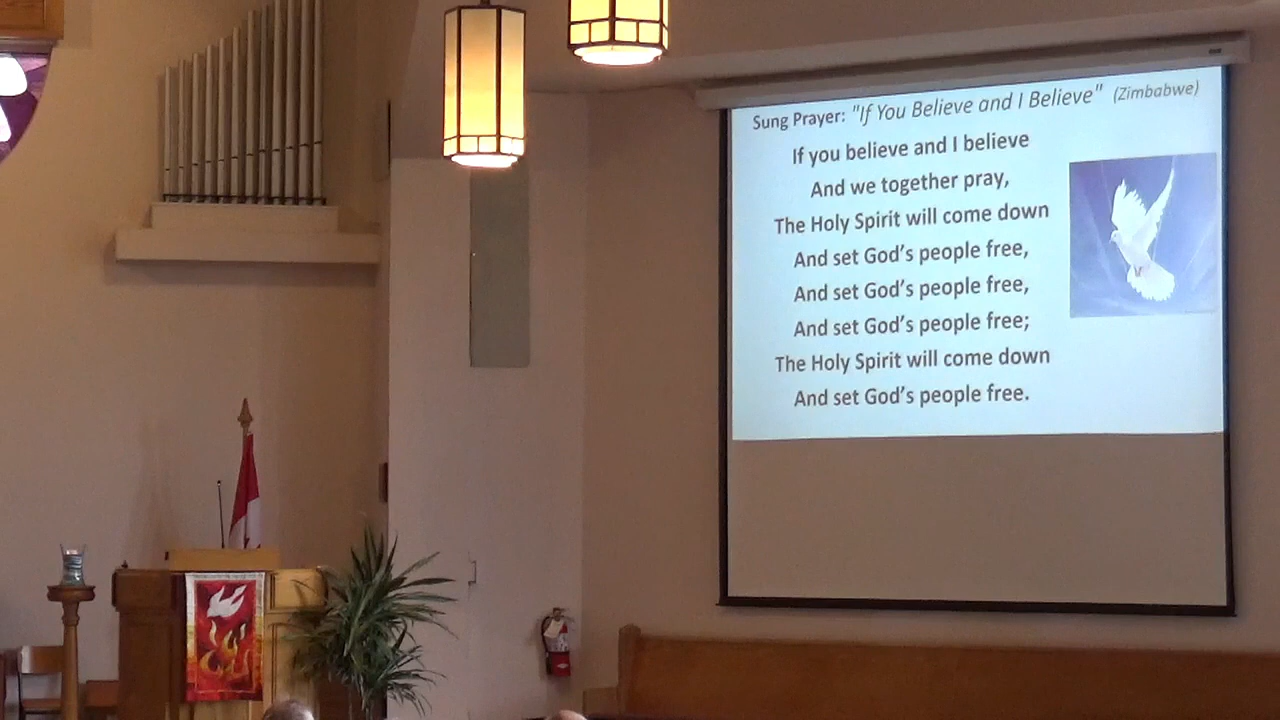 Sung Prayer: "If You Believe and I Believe" (Zimbabwe)
If you believe and I believe
And we together pray,
The Holy Spirit will come down
And set God's people free,
And set God's people free,
And set God's people free;
The Holy Spirit will come down
And set God's people free.